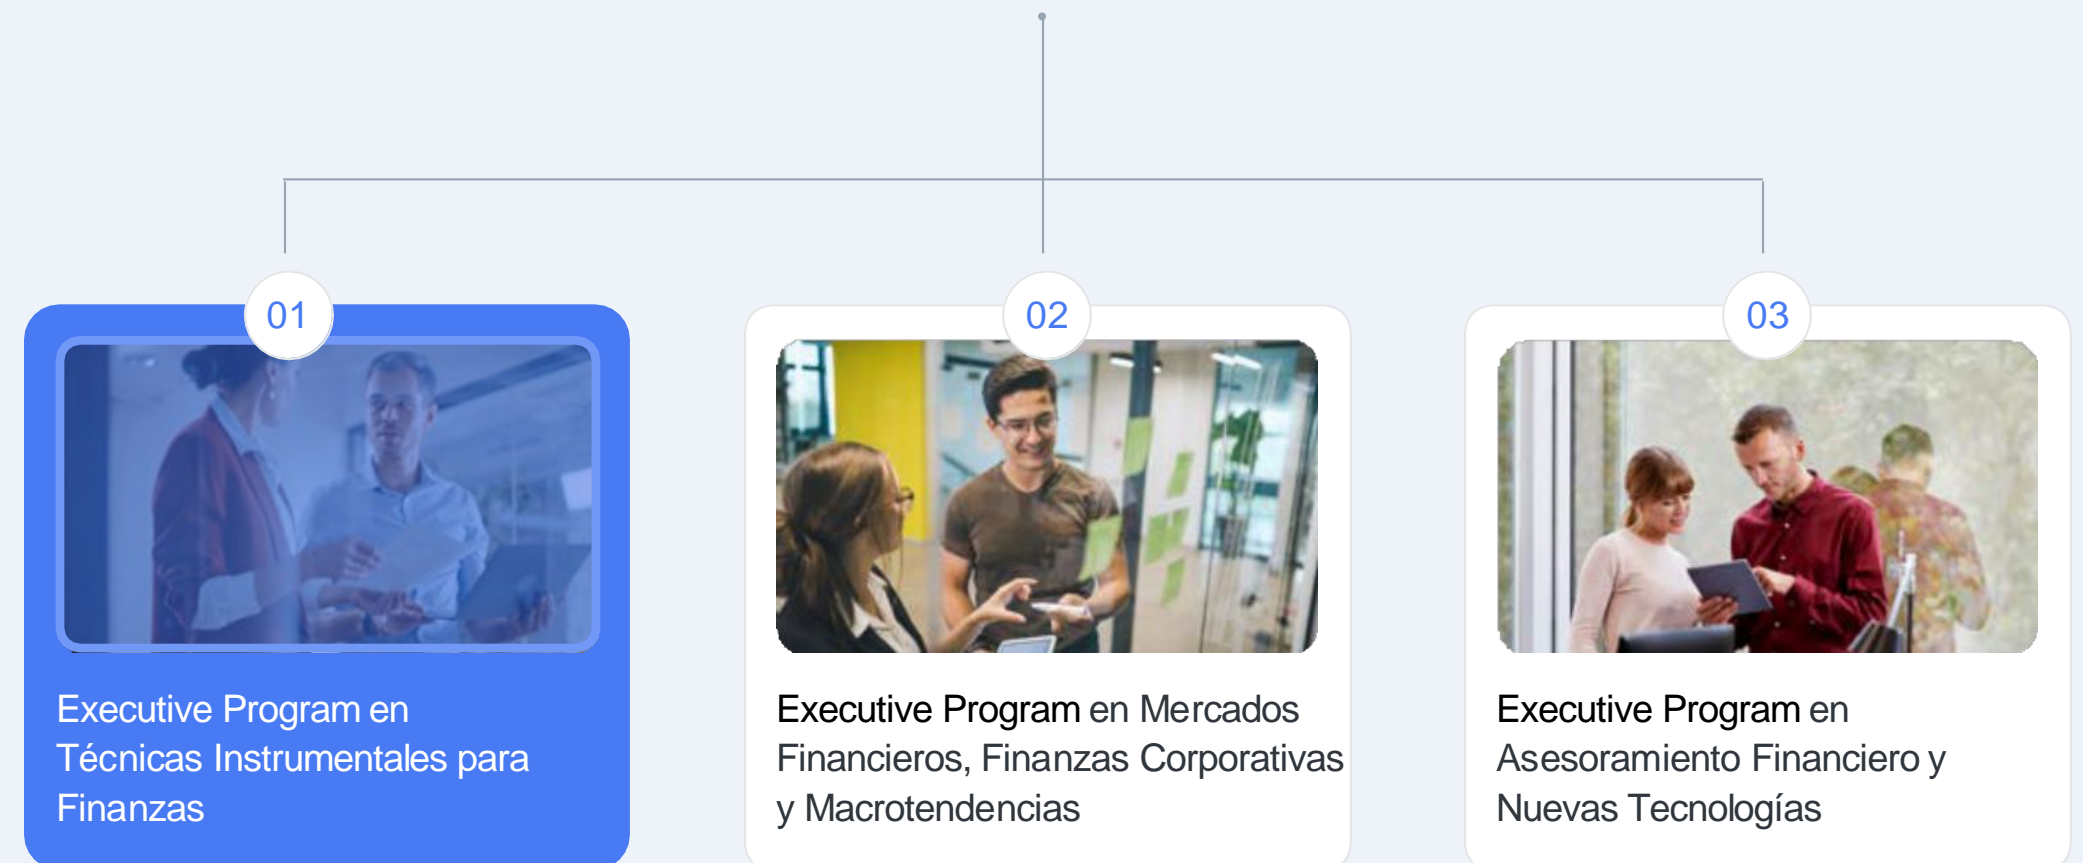 01
Executive Program en
Técnicas Instrumentales para
Finanzas
02
Executive Program en Mercados
Financieros, Finanzas Corporativas
y Macrotendencias
03
Executive Program en
Asesoramiento Financiero y
Nuevas Tecnologías